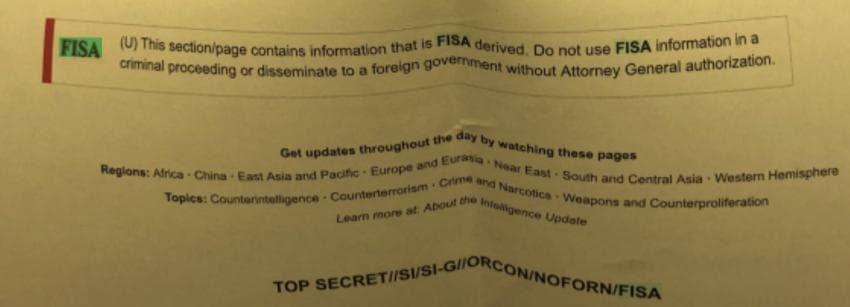 FISA
(U) This section/page contains information that is FISA derived. Do not use FISA information in a
criminal proceeding or disseminate to a foreign government without Attorney General authorization.
Get updates throughout the day by watching these pages
Regions: Africa · China · East Asia and Pacific · Europe and Eurasia · Near East · South and Central Asia · Western Hemisphere
Topics: Counterintelligence · Counterterrorism · Crime and Narcotics · Weapons and Counterproliferation
Learn more at: About the Intelligence Update
TOP SECRET//SI/SI-G//ORCON/NOFORN/FISA